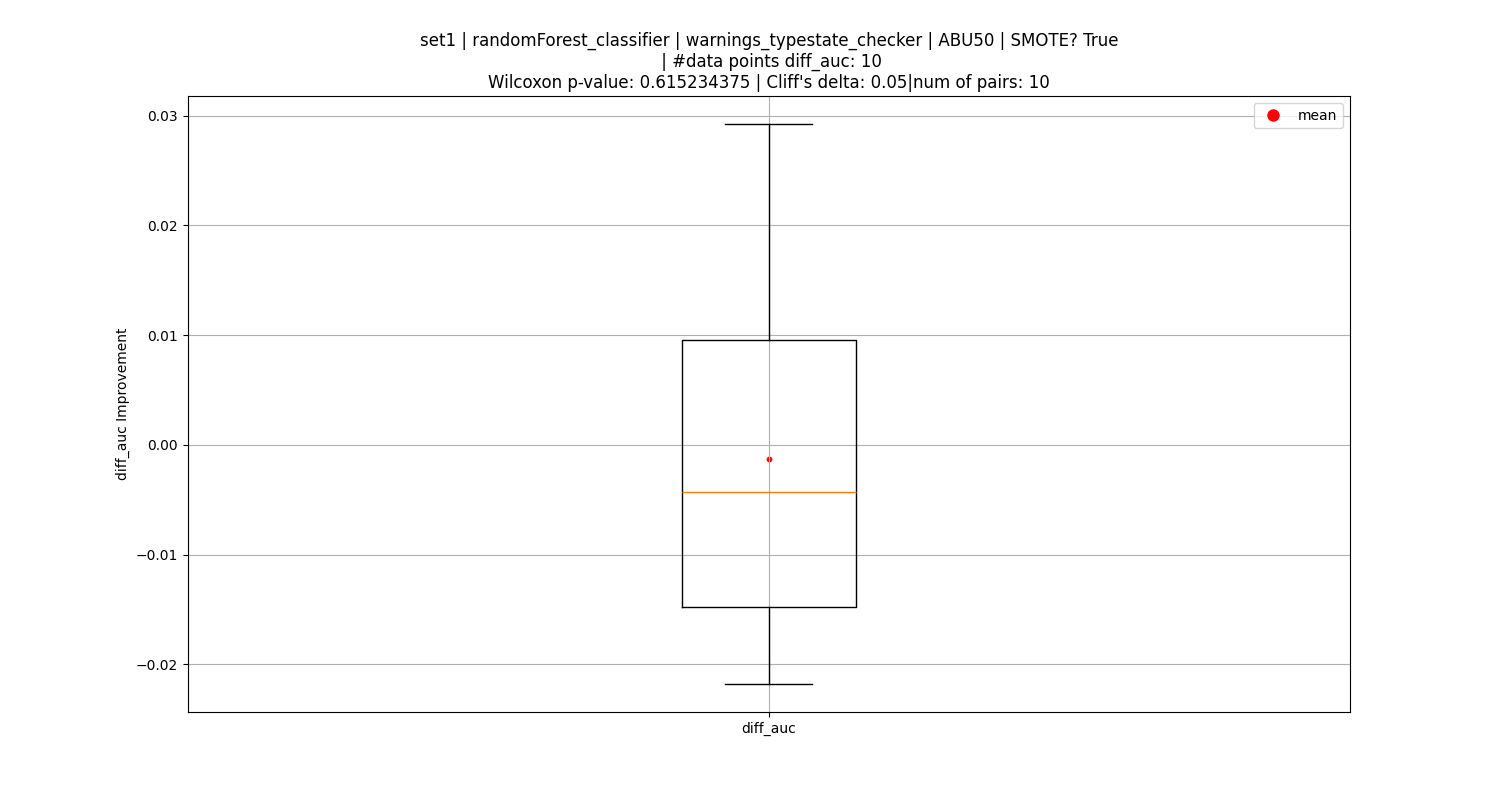 set1 | randomForest_classifier | warnings_typestate_checker | ABU50 | SMOTE? True
| #data points diff_auc: 10
Wilcoxon p-value: 0.615234375 | Cliff's delta: 0.05|num of pairs: 10
mean
0.03
0.02
0.01
0.00
−0.01
−0.02
diff_auc Improvement
diff_auc